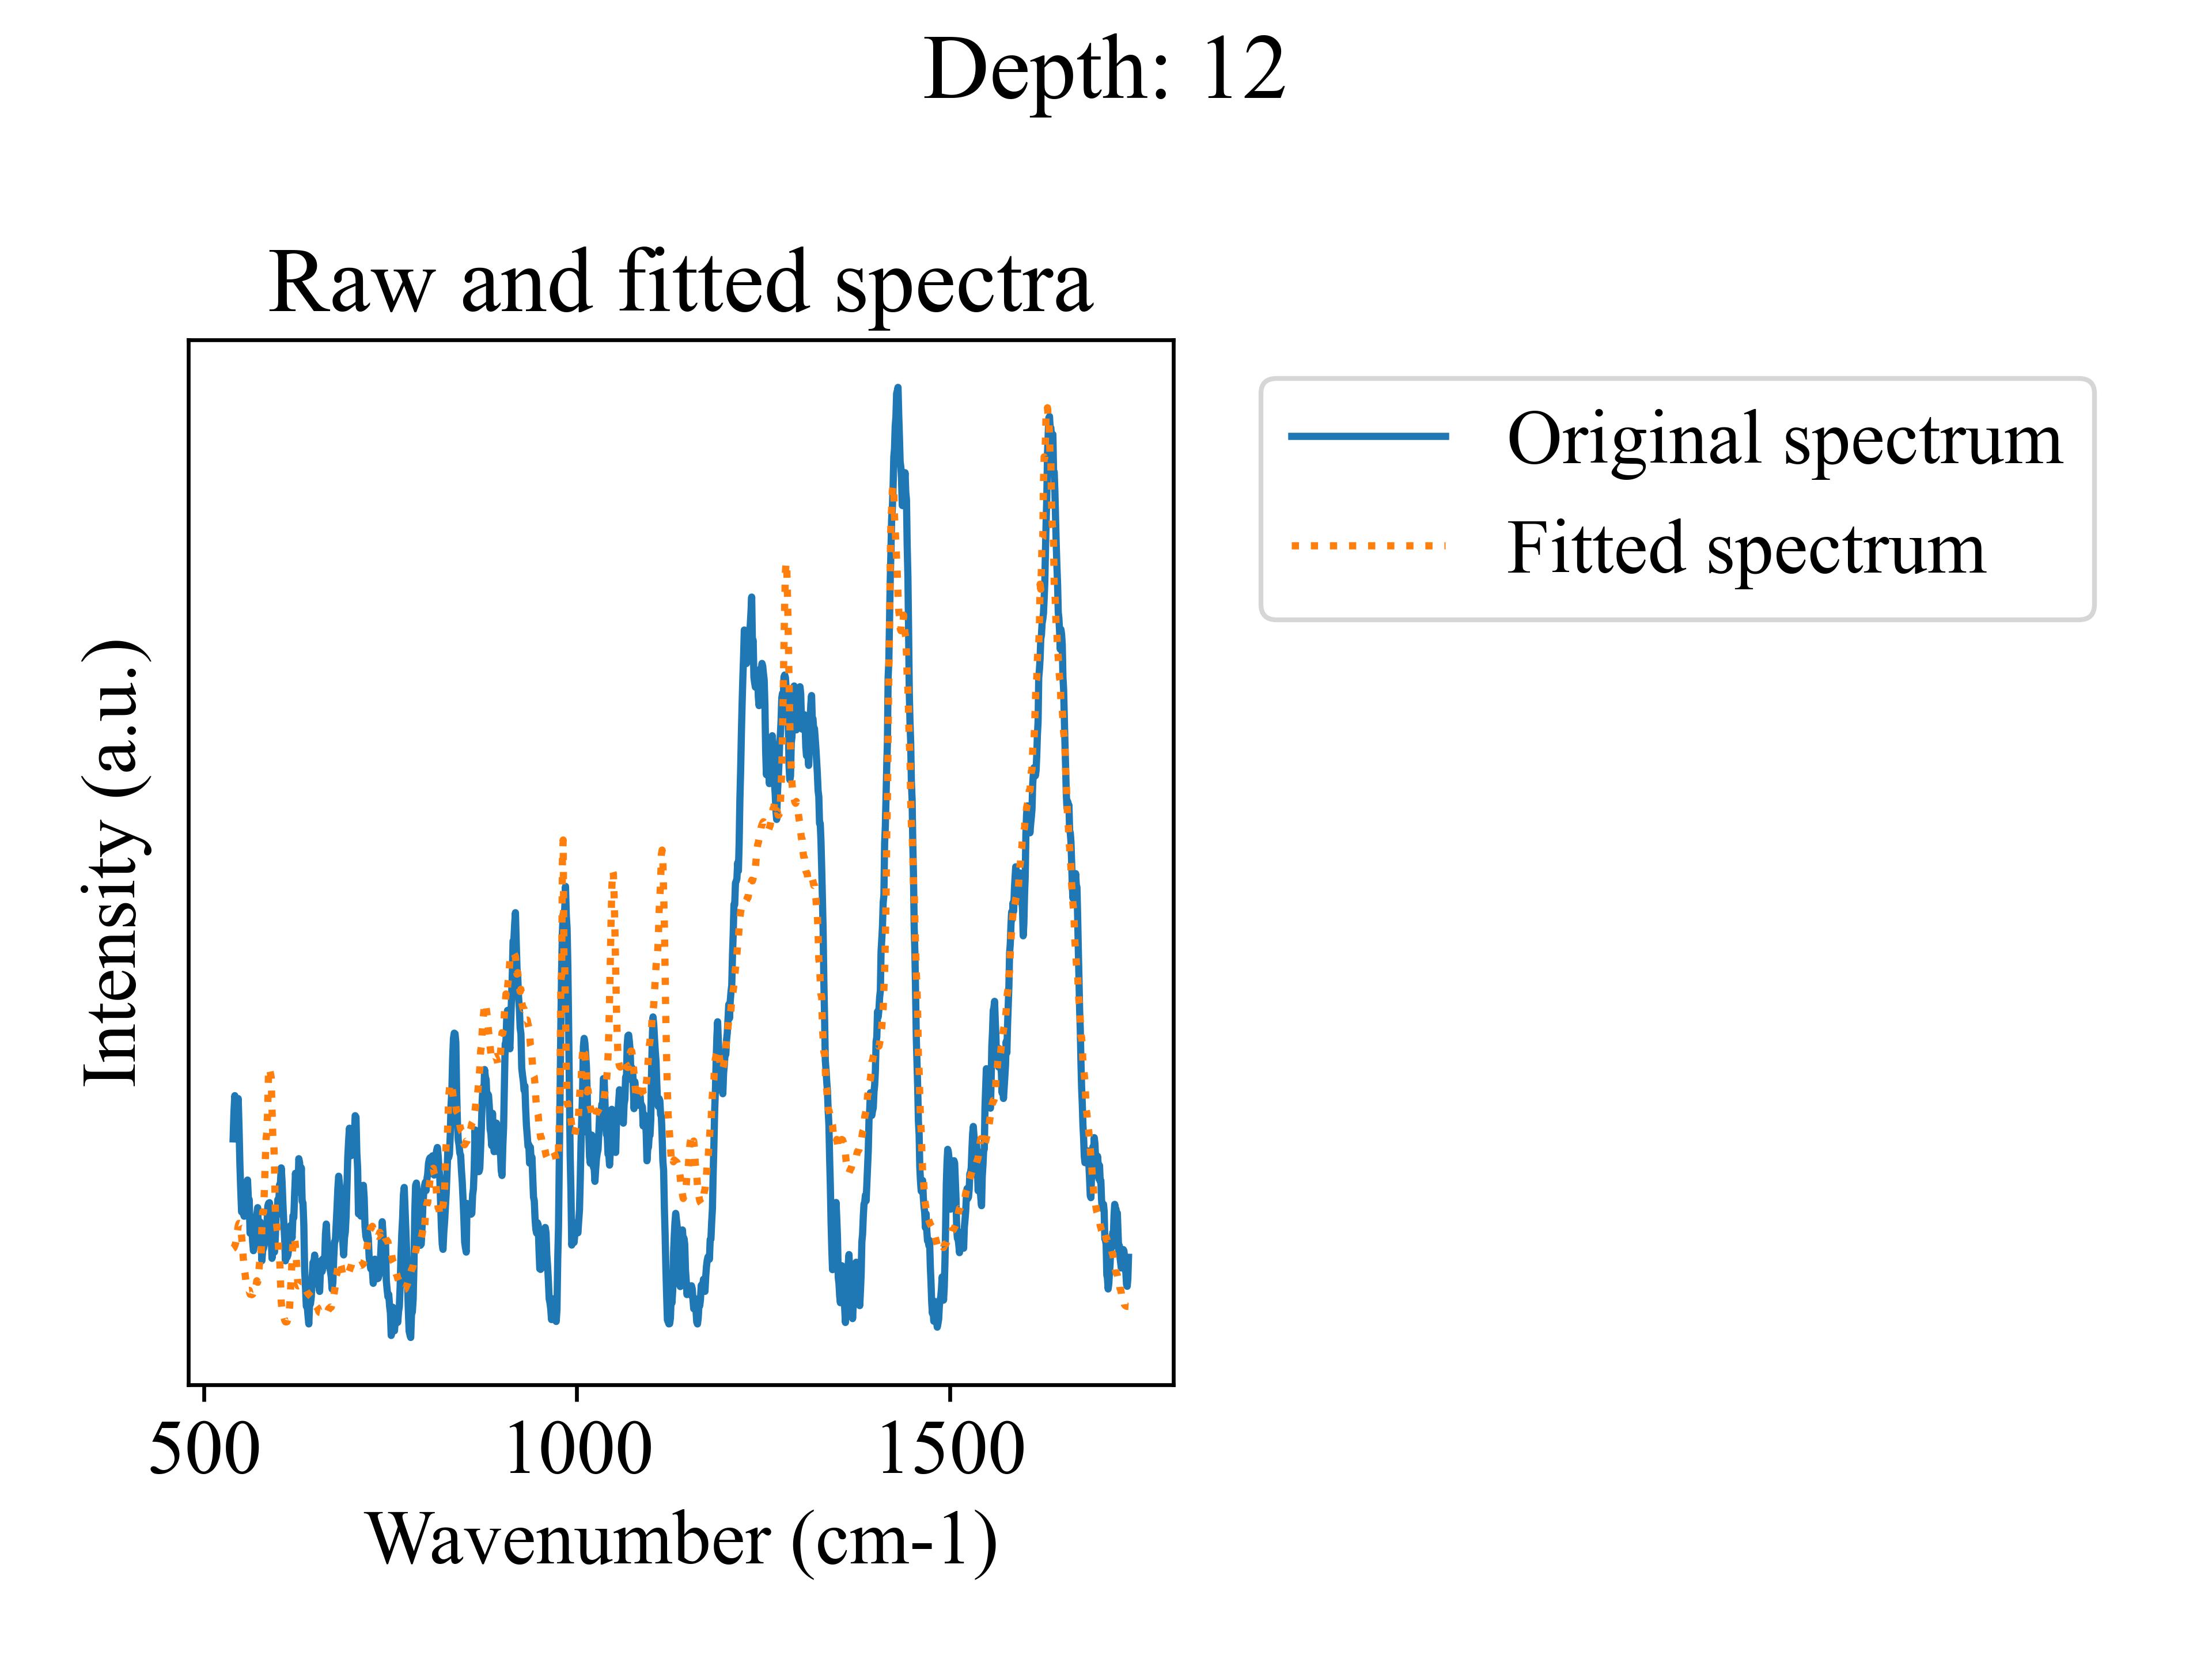 Depth: 12
Raw and fitted spectra
Original spectrum
Fitted spectrum
Intensity (a.u.)
500 1000 1500
Wavenumber (cm-1)